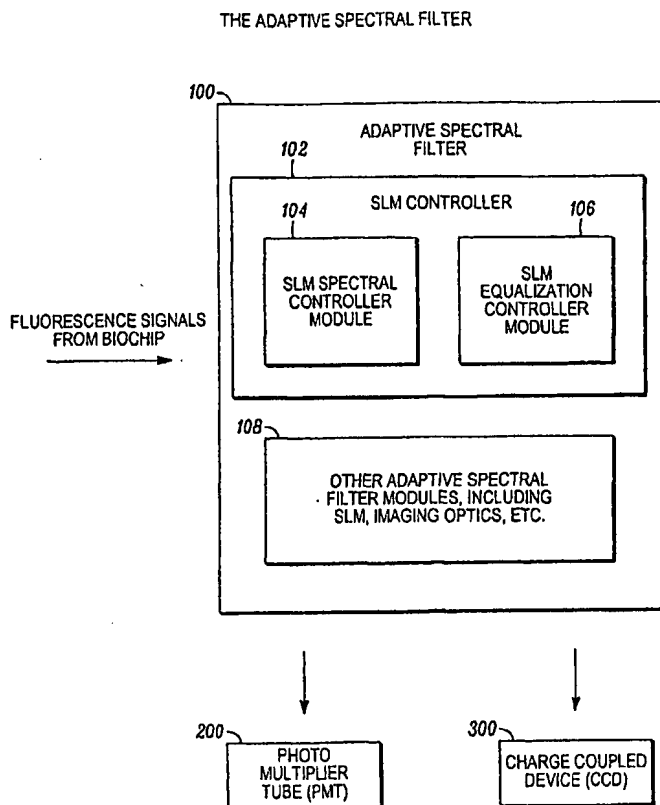 THE ADAPTIVE SPECTRAL FILTER
100
ADAPTIVE SPECTRAL
FILTER
102
SLM CONTROLLER
104
SLM SPECTRAL
CONTROLLER
MODULE
106
SLM
EQUALIZATION
CONTROLLER
MODULE
FLUORESCENCE SIGNALS
FROM BIOCHIP
108
OTHER ADAPTIVE SPECTRAL
FILTER MODULES, INCLUDING
SLM, IMAGING OPTICS, ETC.
200
PHOTO
MULTIPLIER
TUBE (PMT)
300
CHARGE COUPLED
DEVICE (CCD)